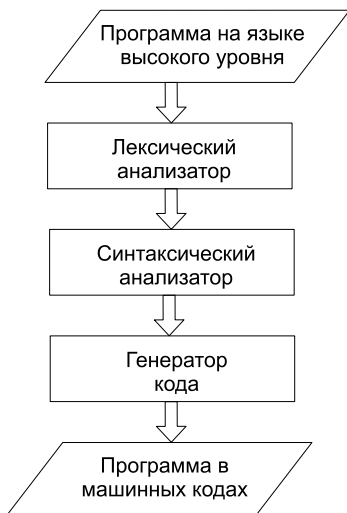 Программа на языке
высокого уровня
Лексический
анализатор
Синтаксический
анализатор
Генератор
кода
Программа в
машинных кодах